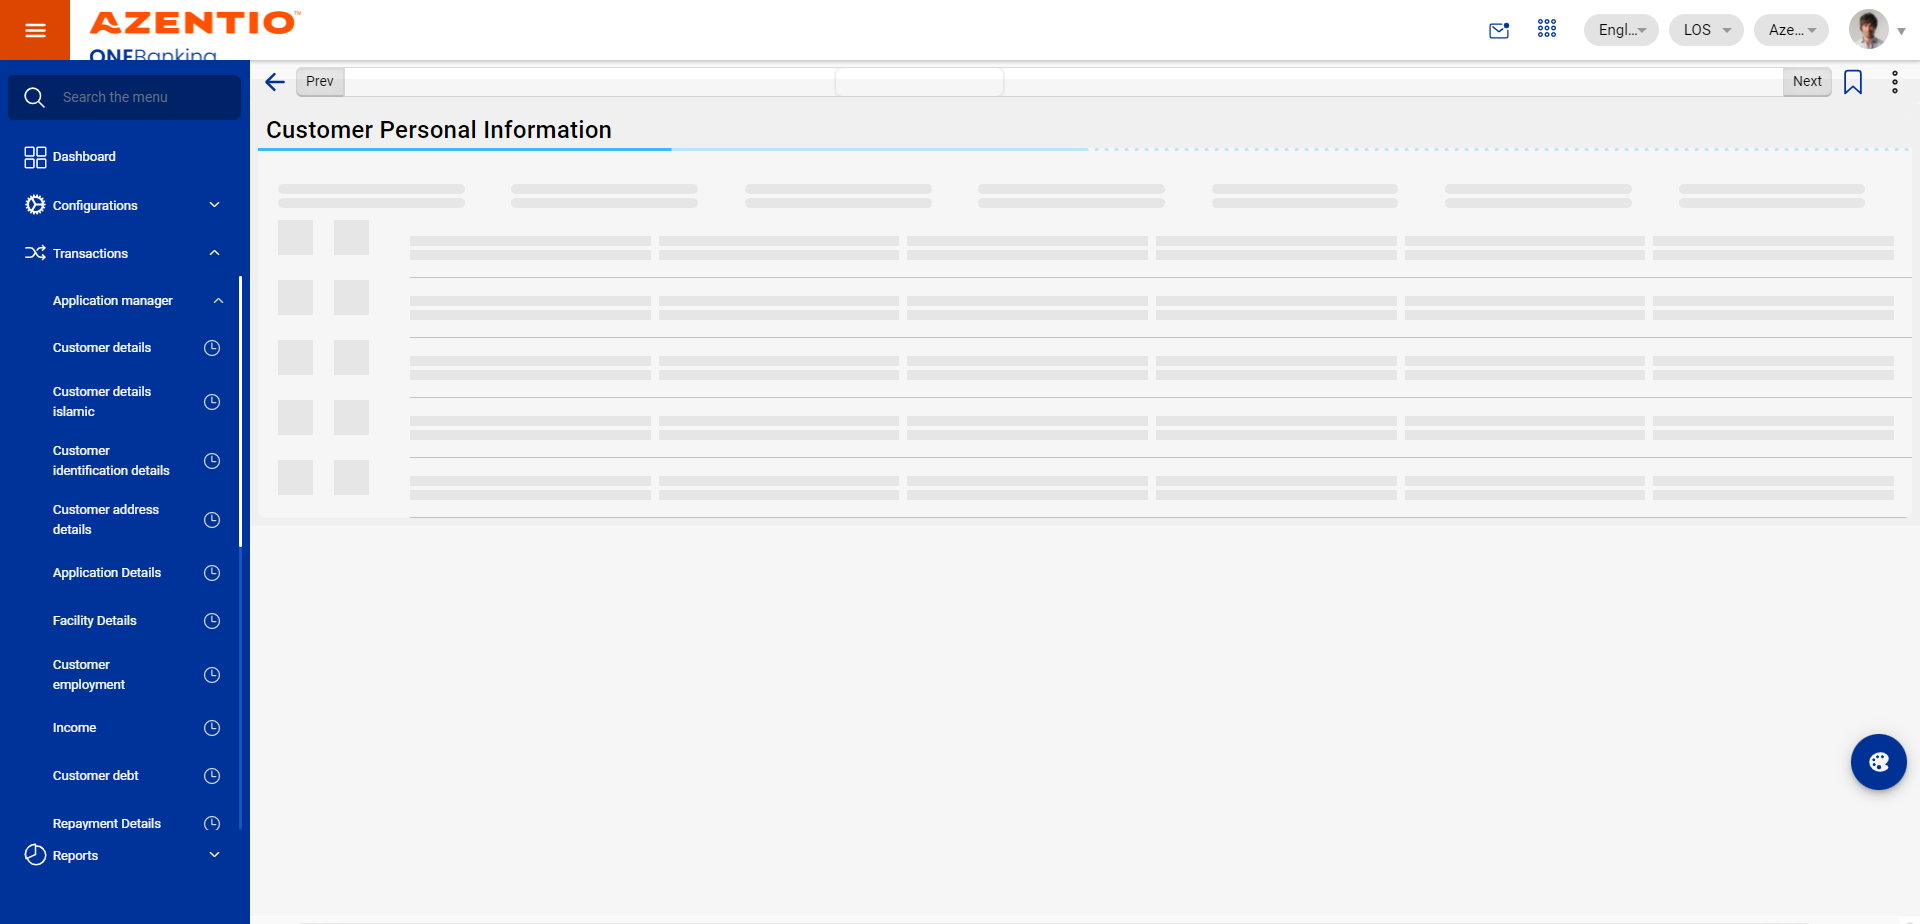 AZENTIO™
ONEBanking
Engl...
LOS
Aze...
Search the menu
Prev
Next
Customer Personal Information
Dashboard
Configurations
Transactions
Application manager
Customer details
Customer details
islamic
Customer
identification details
Customer address
details
Application Details
Facility Details
Customer
employment
Income
Customer debt
Repayment Details
Reports